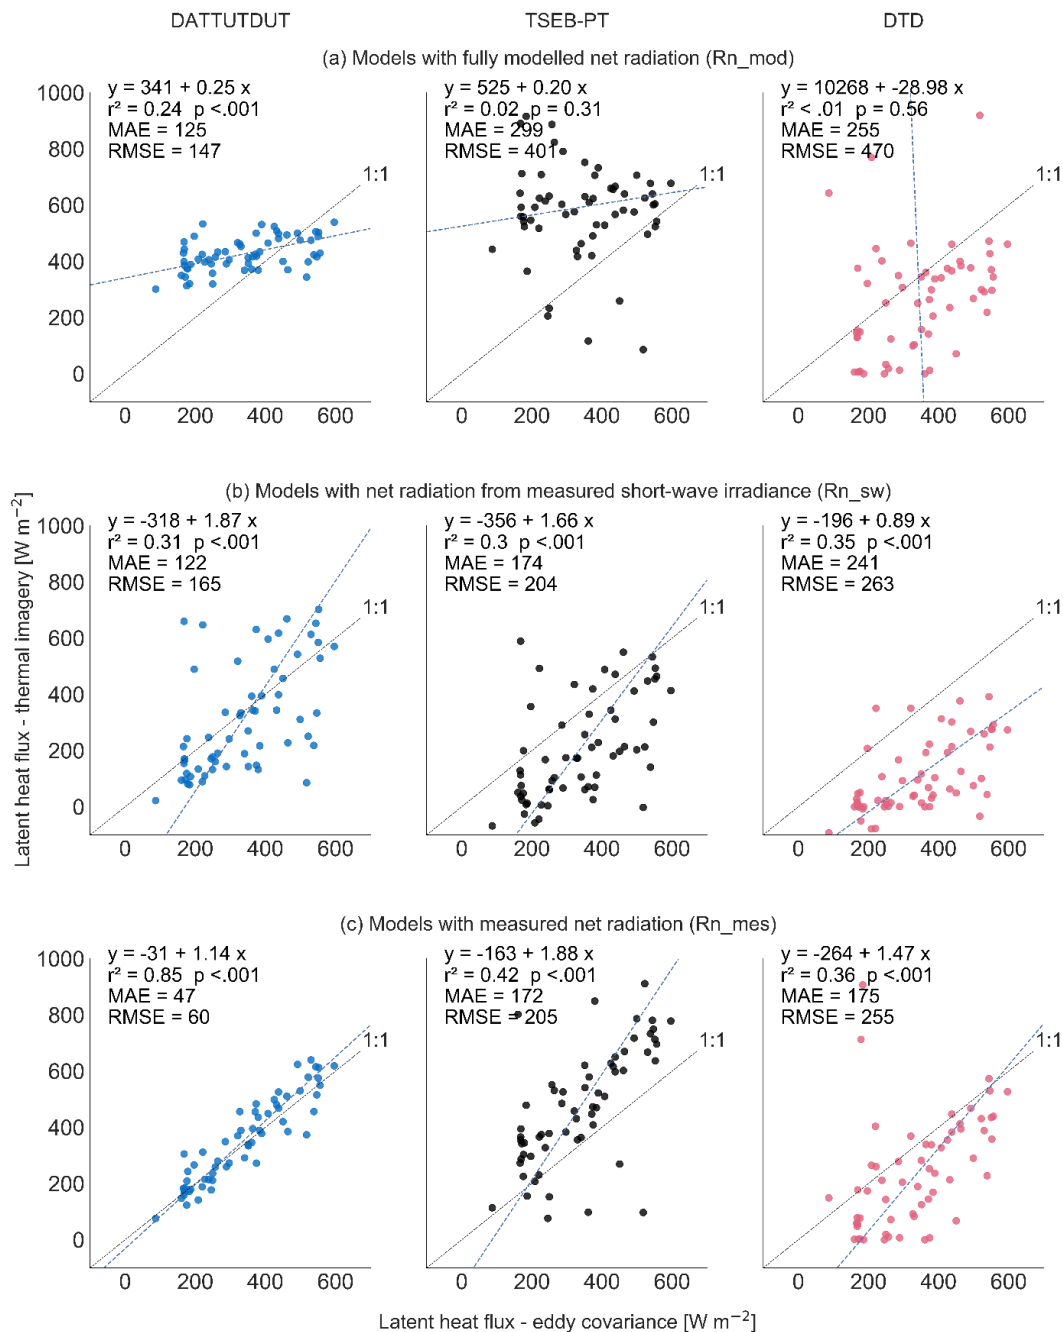 DATTUTDUT TSEB-PT DTD
(a) Models with fully modelled net radiation (Rn_mod)
y = 341 + 0.25 x
r² = 0.24 p <.001
MAE = 125
RMSE = 147
1:1
y = 525 + 0.20 x
r² = 0.02 p = 0.31
MAE = 299
RMSE = 401
1:1
y = 10268 + -28.98 x
r² < .01 p = 0.56
MAE = 255
RMSE = 470
1:1
1000
800
600
400
200
0
0 200 400 600
0 200 400 600
0 200 400 600
Latent heat flux - thermal imagery [W m⁻²]
(b) Models with net radiation from measured short-wave irradiance (Rn_sw)
y = -318 + 1.87 x
r² = 0.31 p <.001
MAE = 122
RMSE = 165
1:1
y = -356 + 1.66 x
r² = 0.3 p <.001
MAE = 174
RMSE = 204
1:1
y = -196 + 0.89 x
r² = 0.35 p <.001
MAE = 241
RMSE = 263
1:1
1000
800
600
400
200
0
0 200 400 600
0 200 400 600
0 200 400 600
(c) Models with measured net radiation (Rn_mes)
y = -31 + 1.14 x
r² = 0.85 p <.001
MAE = 47
RMSE = 60
1:1
y = -163 + 1.88 x
r² = 0.42 p <.001
MAE = 172
RMSE = 205
1:1
y = -264 + 1.47 x
r² = 0.36 p <.001
MAE = 175
RMSE = 255
1:1
1000
800
600
400
200
0
0 200 400 600
0 200 400 600
0 200 400 600
Latent heat flux - eddy covariance [W m⁻²]